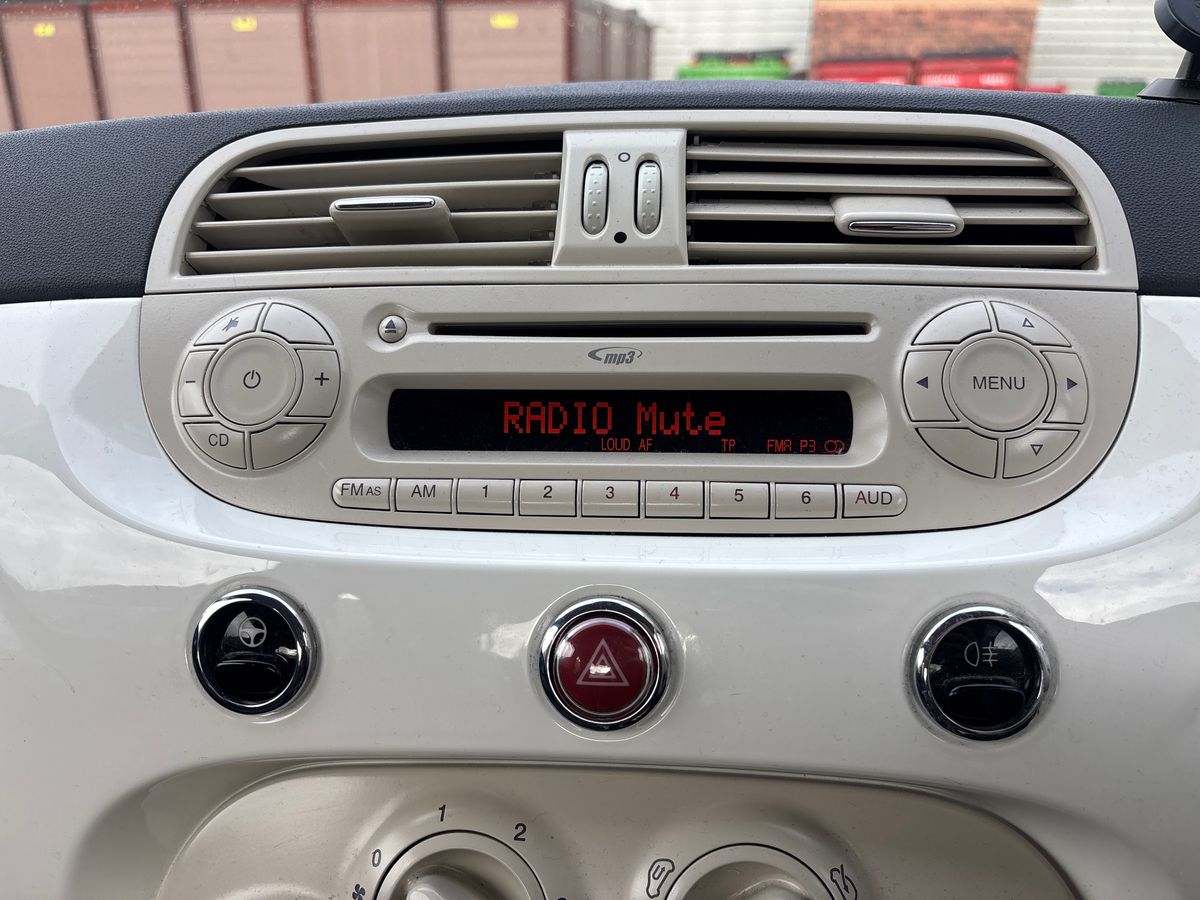 mp3
RADIO Mute
LOUD AF TP FMA P3
MENU
CD
FM AS AM 1 2 3 4 5 6 AUD
0 1 2